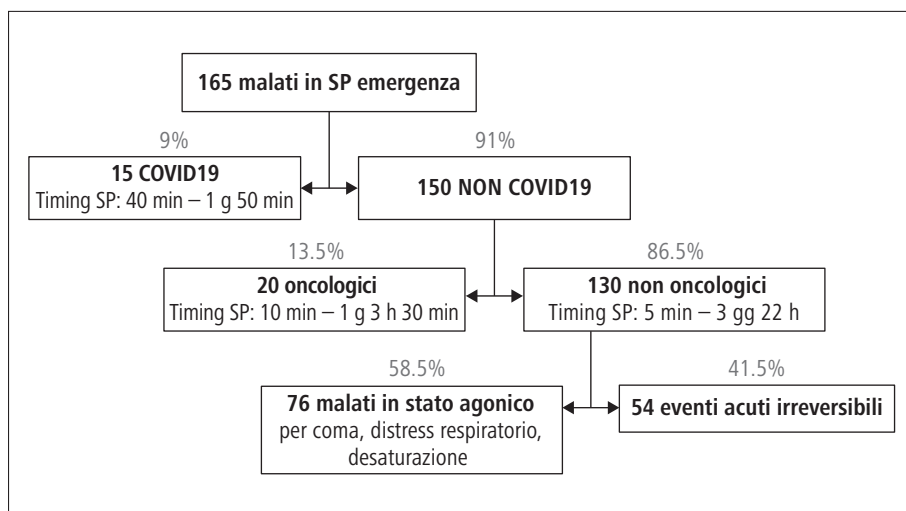 165 malati in SP emergenza
9%
91%
15 COVID19
Timing SP: 40 min – 1 g 50 min
150 NON COVID19
13.5%
86.5%
20 oncologici
Timing SP: 10 min – 1 g 3 h 30 min
130 non oncologici
Timing SP: 5 min – 3 gg 22 h
58.5%
41.5%
76 malati in stato agonico
per coma, distress respiratorio,
desaturazione
54 eventi acuti irreversibili